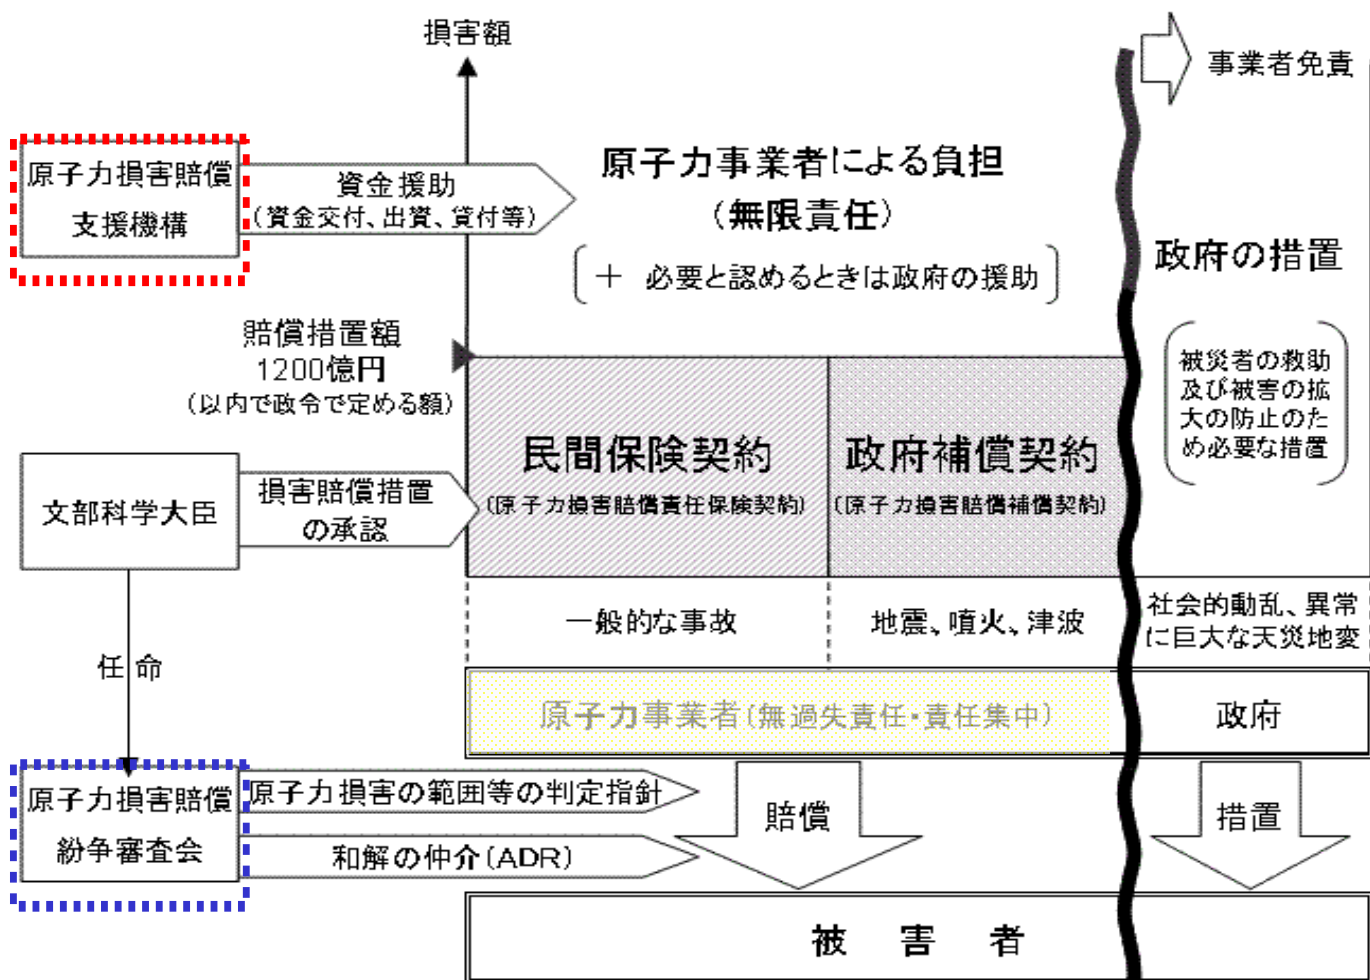 損害額
事業者免責
原子力損害賠償
支援機構
資金援助
(資金交付、出資、貸付等)
原子力事業者による負担
(無限責任)
＋ 必要と認めるときは政府の援助
政府の措置
賠償措置額
1200億円
(以内で政令で定める額)
被災者の救助
及び被害の拡
大の防止のた
め必要な措置
民間保険契約
(原子力損害賠償責任保険契約)
政府補償契約
(原子力損害賠償補償契約)
文部科学大臣
損害賠償措置
の承認
一般的な事故
地震、噴火、津波
社会的動乱、異常
に巨大な天災地変
任命
原子力事業者(無過失責任・責任集中)
政府
原子力損害賠償
紛争審査会
原子力損害の範囲等の判定指針
和解の仲介(ADR)
賠償
措置
被害者